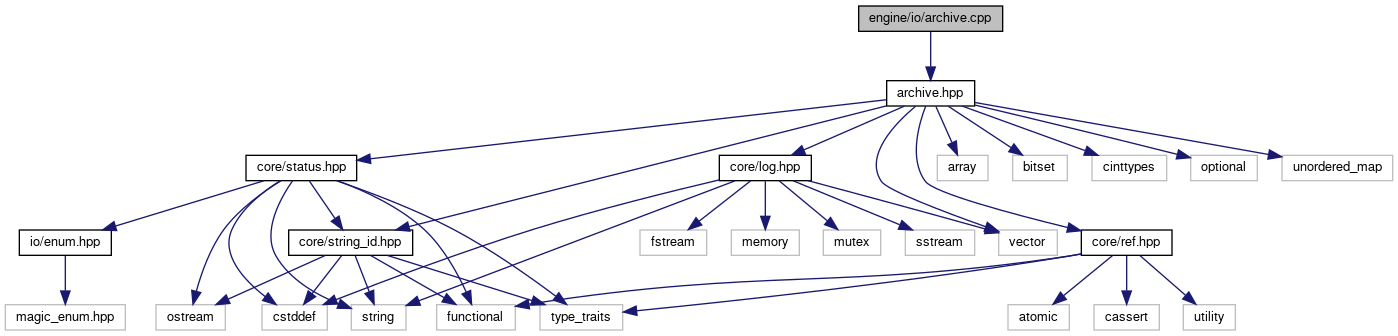 engine/io/archive.cpp
archive.hpp
core/status.hpp
core/log.hpp
array
bitset
cinttypes
optional
unordered_map
io/enum.hpp
core/string_id.hpp
fstream
memory
mutex
sstream
vector
core/ref.hpp
magic_enum.hpp
ostream
cstddef
string
functional
type_traits
atomic
cassert
utility